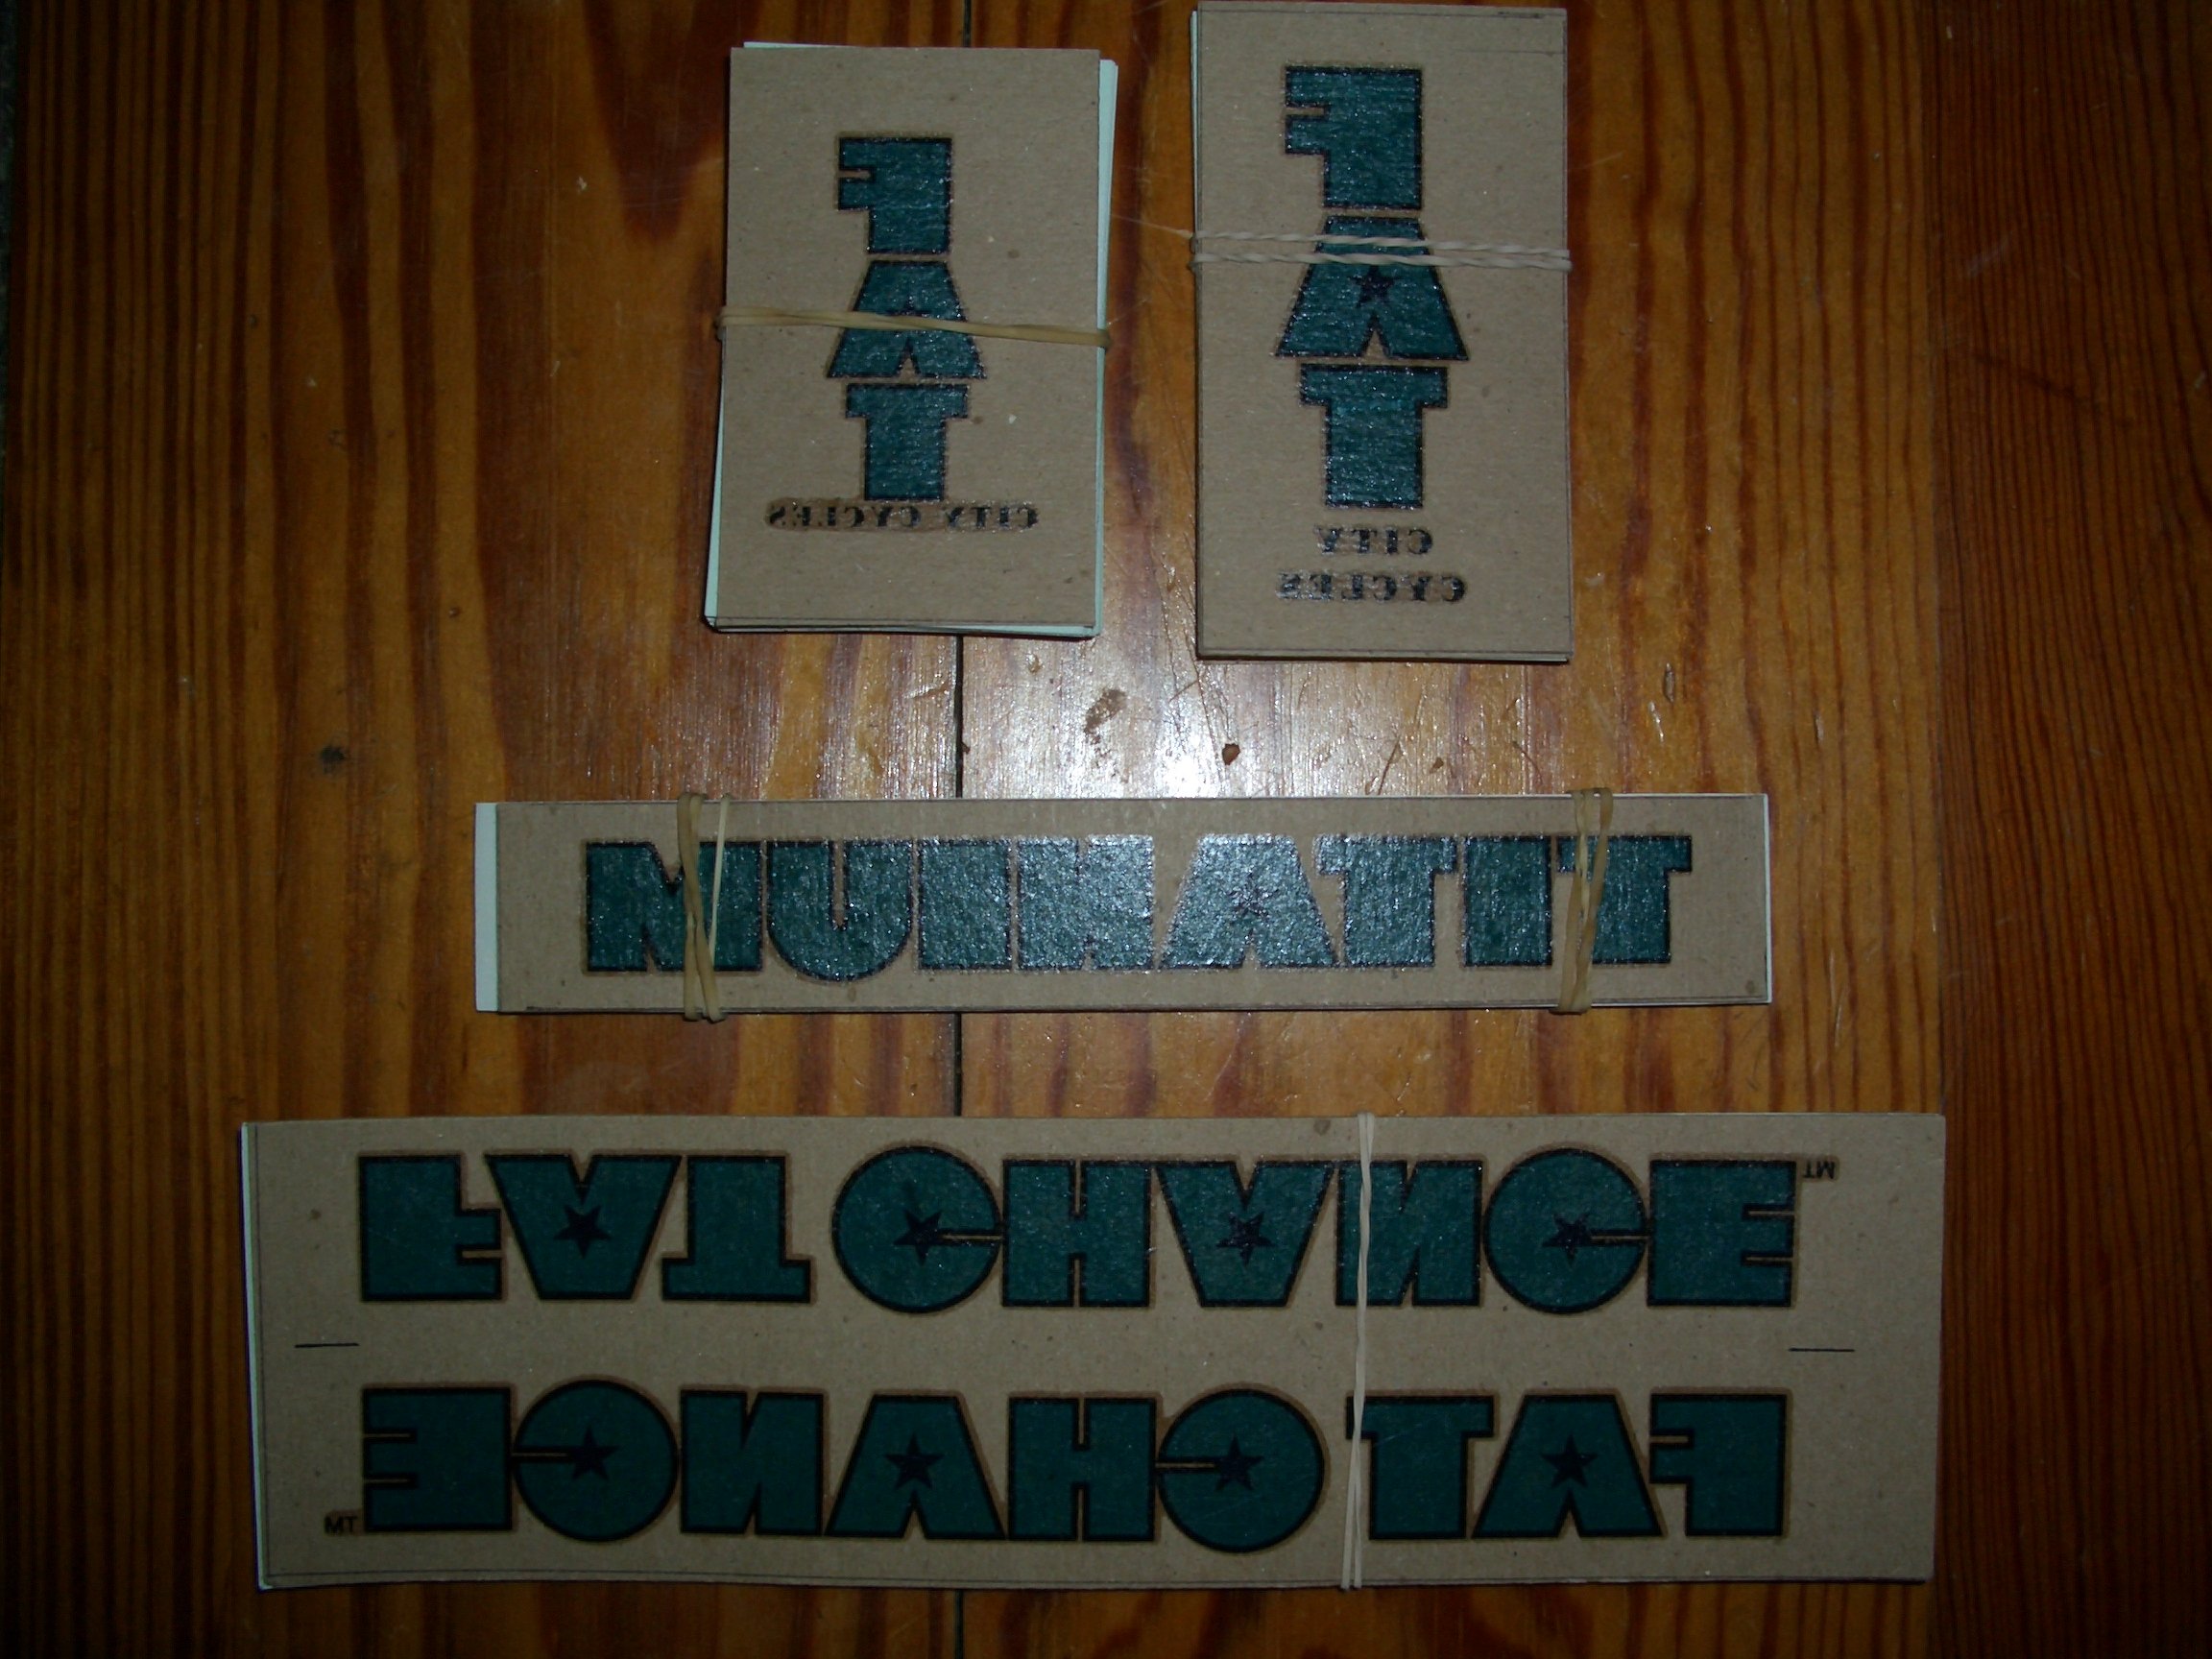 FAT
CITY CYCLES
FAT
CITY
CYCLES
TITANIUM
FAT CHANCE TM
FAT CHANCE TM